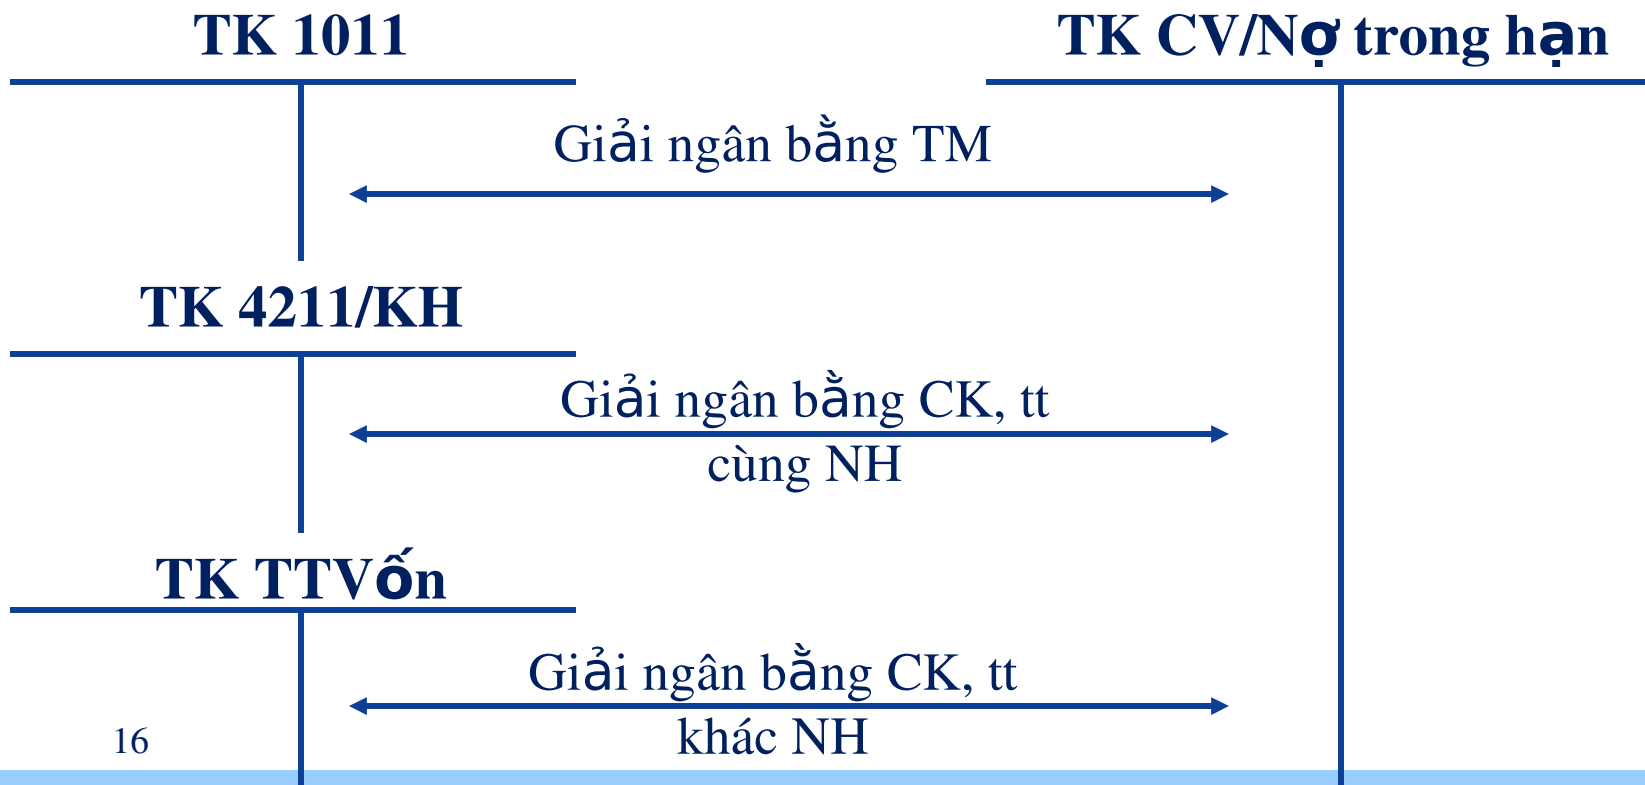 TK 1011
TK CV/Nợ trong hạn
Giải ngân bằng TM
TK 4211/KH
Giải ngân bằng CK, tt
cùng NH
TK TTVốn
Giải ngân bằng CK, tt
khác NH
16